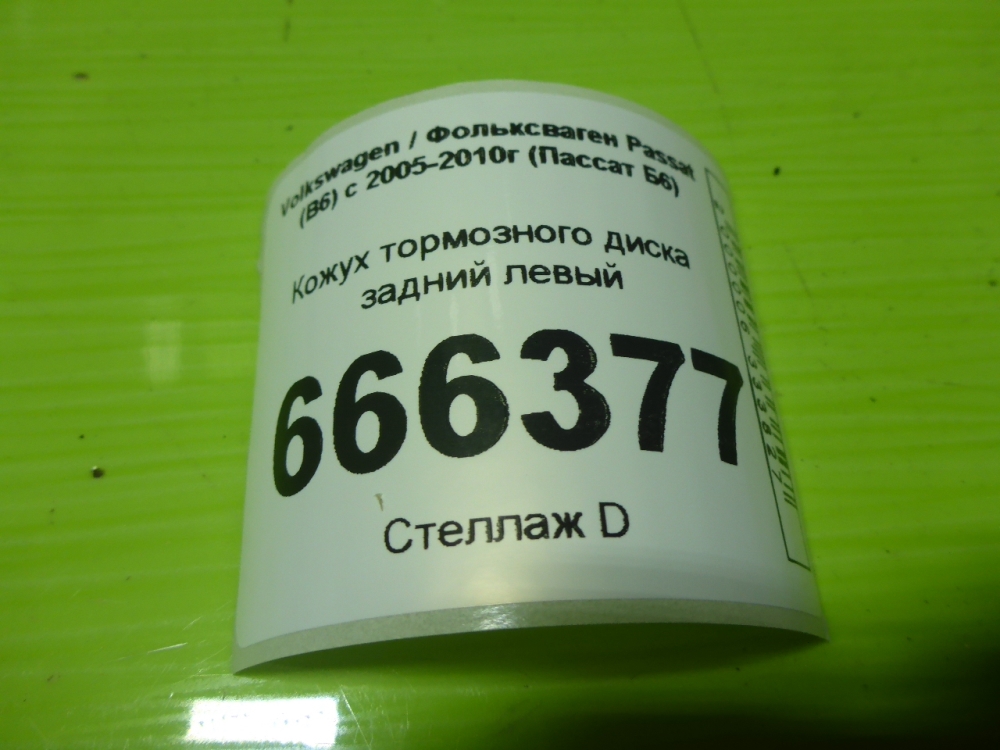 Volkswagen / Фольксваген Passat
(B6) с 2005-2010г (Пассат Б6)
Кожух тормозного диска
задний левый
666377
Стеллаж D